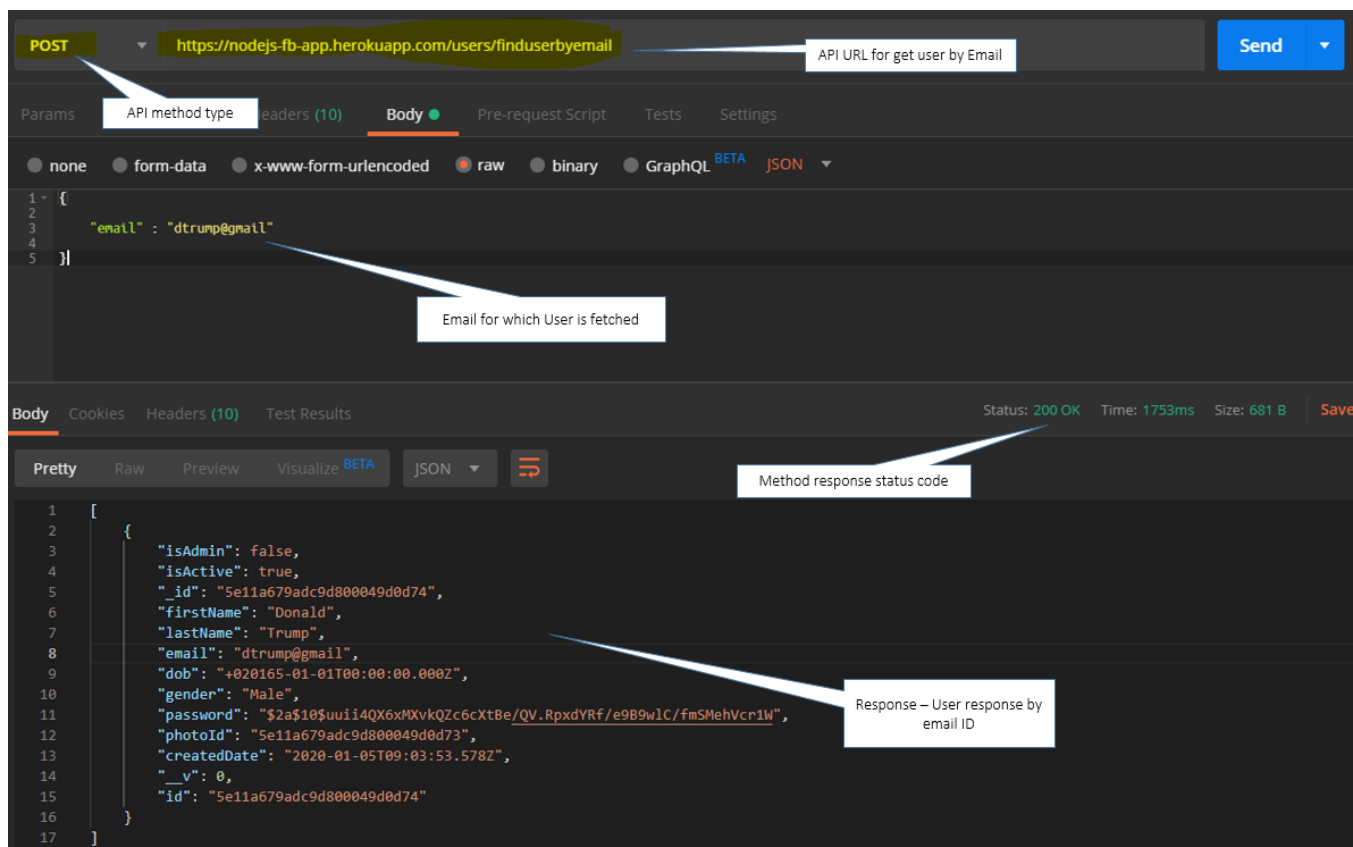 POST https://nodejs-fb-app.herokuapp.com/users/finduserbyemail Send
API URL for get user by Email
Params eaders (10) Body Pre-request Script Tests Settings
API method type
none form-data x-www-form-urlencoded raw binary GraphQL BETA JSON
1 {
2
3 "email" : "dtrump@gmail"
4
5 }
Email for which User is fetched
Body Cookies Headers (10) Test Results Status: 200 OK Time: 1753ms Size: 681 B Save
Pretty Raw Preview Visualize BETA JSON
Method response status code
1 [
2 {
3 "isAdmin": false,
4 "isActive": true,
5 "_id": "5e11a679adc9d800049d0d74",
6 "firstName": "Donald",
7 "lastName": "Trump",
8 "email": "dtrump@gmail",
9 "dob": "+020165-01-01T00:00:00.000Z",
10 "gender": "Male",
11 "password": "$2a$10$uuii4QX6xMXvkQZc6cXtBe/QV.RpxdYRf/e9B9wlC/fmSMehVcr1W",
12 "photoId": "5e11a679adc9d800049d0d73",
13 "createdDate": "2020-01-05T09:03:53.578Z",
14 "__v": 0,
15 "id": "5e11a679adc9d800049d0d74"
16 }
17 ]
Response – User response by
email ID